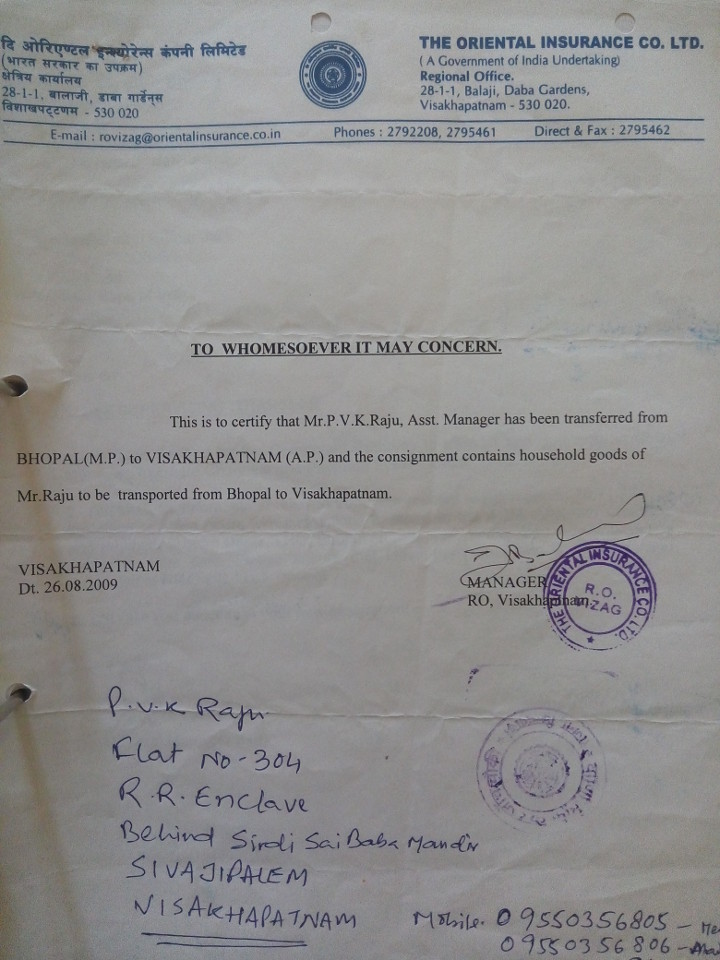 दि ओरिएण्टल इन्श्योरेन्स कंपनी लिमिटेड
(भारत सरकार का उपक्रम)
क्षेत्रिय कार्यालय
28-1-1, बालाजी, डाबा गार्डेन्स
विशाखपट्टणम - 530 020
THE ORIENTAL INSURANCE CO. LTD.
( A Government of India Undertaking)
Regional Office.
28-1-1, Balaji, Daba Gardens,
Visakhapatnam - 530 020.
E-mail : rovizag@orientalinsurance.co.in Phones : 2792208, 2795461 Direct & Fax : 2795462
TO WHOMESOEVER IT MAY CONCERN.
This is to certify that Mr.P.V.K.Raju, Asst. Manager has been transferred from
BHOPAL(M.P.) to VISAKHAPATNAM (A.P.) and the consignment contains household goods of
Mr.Raju to be transported from Bhopal to Visakhapatnam.
VISAKHAPATNAM
Dt. 26.08.2009
MANAGER
RO, Visakhapatnam.
THE ORIENTAL INSURANCE CO. LTD.
R.O.
VIZAG
P.V.K Raju
Flat No-304
R.R. Enclave
Behind Sirdi SaiBaba Mandir
SIVAJIPALEM
VISAKHAPATNAM
Mobile. 09550356805 -
09550356806 -